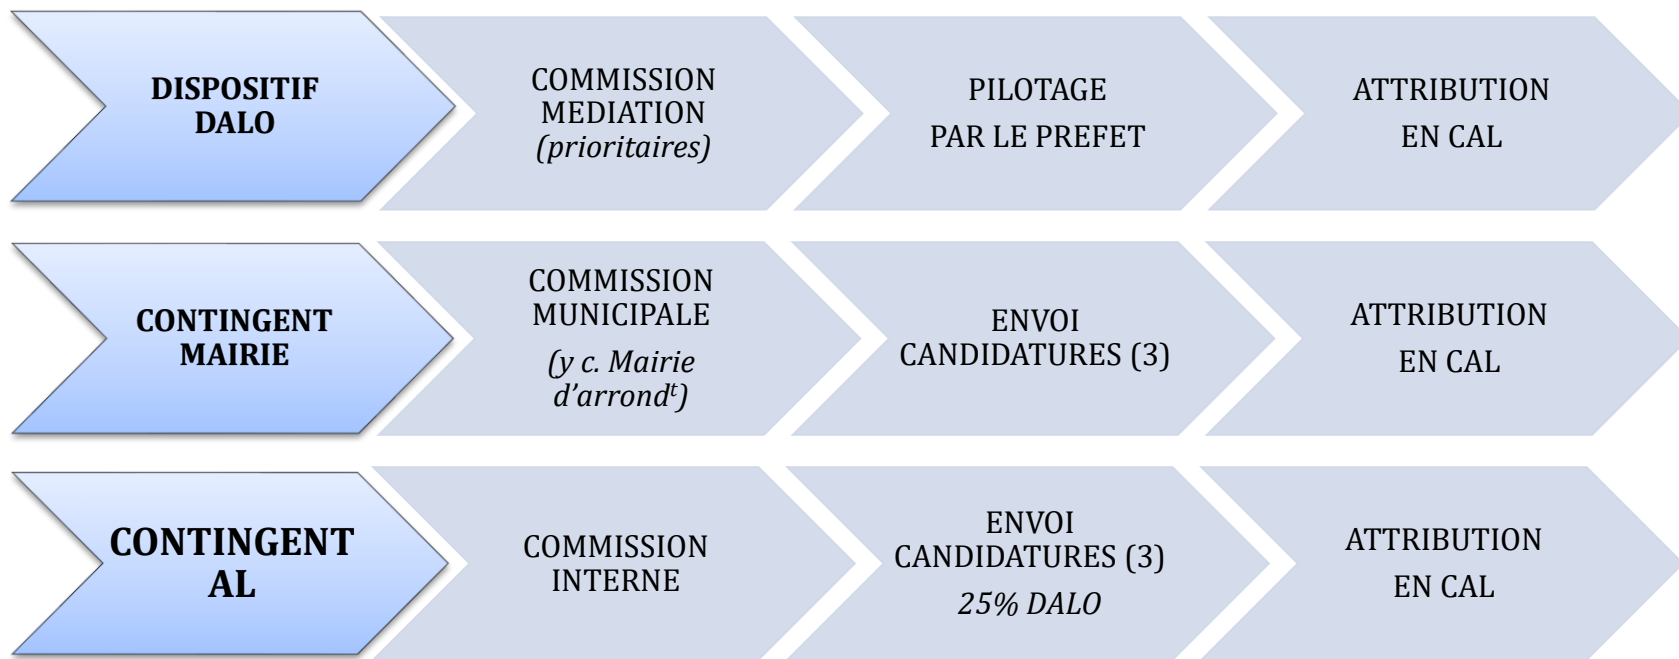 DISPOSITIF
DALO
COMMISSION
MEDIATION
(prioritaires)
PILOTAGE
PAR LE PREFET
ATTRIBUTION
EN CAL
CONTINGENT
MAIRIE
COMMISSION
MUNICIPALE
(y c. Mairie
d’arrondᵗ)
ENVOI
CANDIDATURES (3)
ATTRIBUTION
EN CAL
CONTINGENT
AL
COMMISSION
INTERNE
ENVOI
CANDIDATURES (3)
25% DALO
ATTRIBUTION
EN CAL